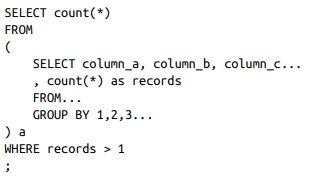 SELECT count(*)
FROM
(
    SELECT column_a, column_b, column_c...
    , count(*) as records
    FROM...
    GROUP BY 1,2,3...
) a
WHERE records > 1
;